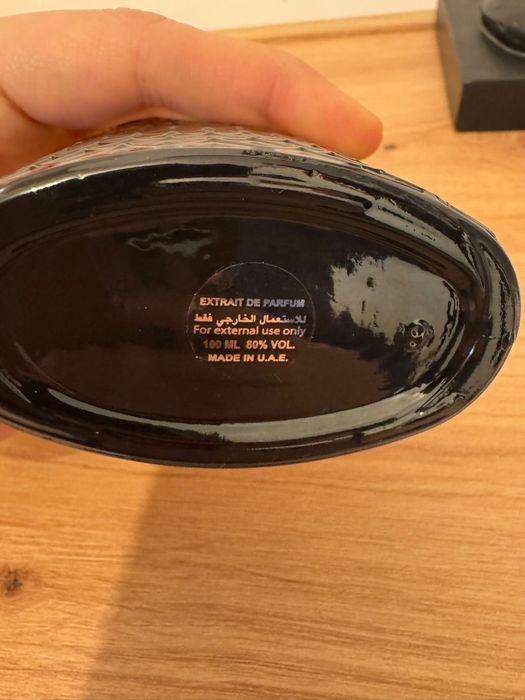 EXTRAIT DE PARFUM
للاستعمال الخارجي فقط
For external use only
100 ML  80% VOL.
MADE IN U.A.E.